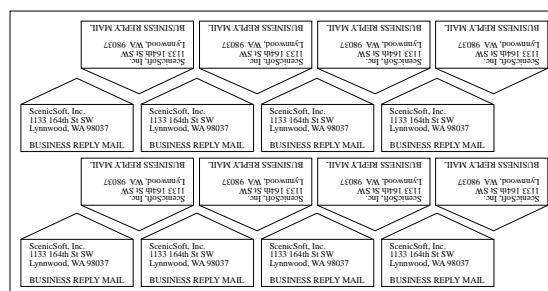 ScenicSoft, Inc.
1133 164th St SW
Lynnwood, WA 98037
BUSINESS REPLY MAIL
ScenicSoft, Inc.
1133 164th St SW
Lynnwood, WA 98037
BUSINESS REPLY MAIL
ScenicSoft, Inc.
1133 164th St SW
Lynnwood, WA 98037
BUSINESS REPLY MAIL
ScenicSoft, Inc.
1133 164th St SW
Lynnwood, WA 98037
BUSINESS REPLY MAIL
ScenicSoft, Inc.
1133 164th St SW
Lynnwood, WA 98037
BUSINESS REPLY MAIL
ScenicSoft, Inc.
1133 164th St SW
Lynnwood, WA 98037
BUSINESS REPLY MAIL
ScenicSoft, Inc.
1133 164th St SW
Lynnwood, WA 98037
BUSINESS REPLY MAIL
ScenicSoft, Inc.
1133 164th St SW
Lynnwood, WA 98037
BUSINESS REPLY MAIL
ScenicSoft, Inc.
1133 164th St SW
Lynnwood, WA 98037
BUSINESS REPLY MAIL
ScenicSoft, Inc.
1133 164th St SW
Lynnwood, WA 98037
BUSINESS REPLY MAIL
ScenicSoft, Inc.
1133 164th St SW
Lynnwood, WA 98037
BUSINESS REPLY MAIL
ScenicSoft, Inc.
1133 164th St SW
Lynnwood, WA 98037
BUSINESS REPLY MAIL
ScenicSoft, Inc.
1133 164th St SW
Lynnwood, WA 98037
BUSINESS REPLY MAIL
ScenicSoft, Inc.
1133 164th St SW
Lynnwood, WA 98037
BUSINESS REPLY MAIL
ScenicSoft, Inc.
1133 164th St SW
Lynnwood, WA 98037
BUSINESS REPLY MAIL
ScenicSoft, Inc.
1133 164th St SW
Lynnwood, WA 98037
BUSINESS REPLY MAIL